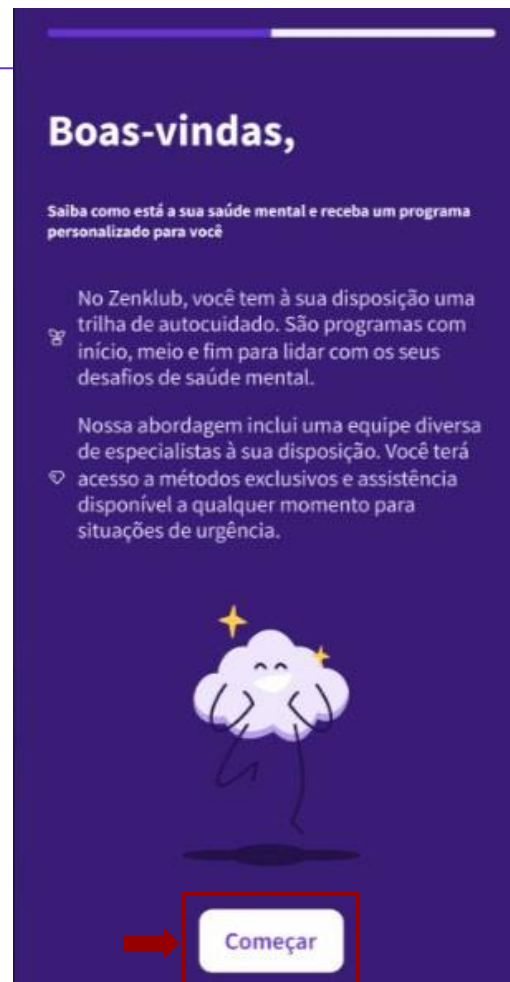 Boas-vindas,
Saiba como está a sua saúde mental e receba um programa
personalizado para você
No Zenklub, você tem à sua disposição uma
trilha de autocuidado. São programas com
início, meio e fim para lidar com os seus
desafios de saúde mental.
Nossa abordagem inclui uma equipe diversa
de especialistas à sua disposição. Você terá
acesso a métodos exclusivos e assistência
disponível a qualquer momento para
situações de urgência.
Começar